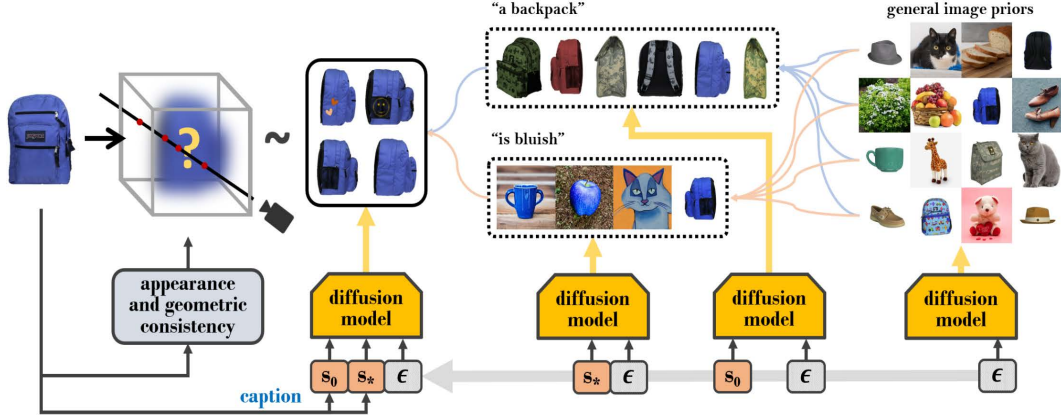 "a backpack"
general image priors
?
~
"is bluish"
appearance
and geometric
consistency
diffusion
model
diffusion
model
diffusion
model
diffusion
model
s₀ s* ϵ
s* ϵ
s₀ ϵ
ϵ
caption